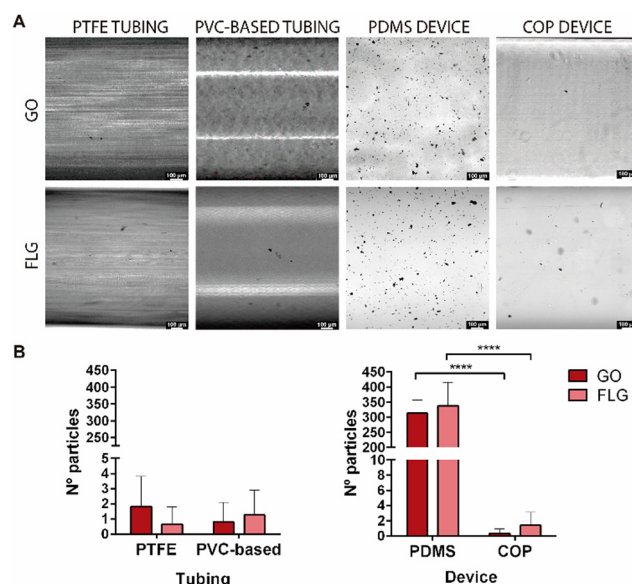 A
PTFE TUBING
PVC-BASED TUBING
PDMS DEVICE
COP DEVICE
GO
100 µm
100 µm
100 µm
100 µm
FLG
100 µm
100 µm
100 µm
100 µm
B
Nº particles
450
400
350
300
250
5
4
3
2
1
0
PTFE
PVC-based
Tubing
Nº particles
450
400
350
300
250
200
10
8
6
4
2
0
PDMS
COP
Device
****
****
GO
FLG